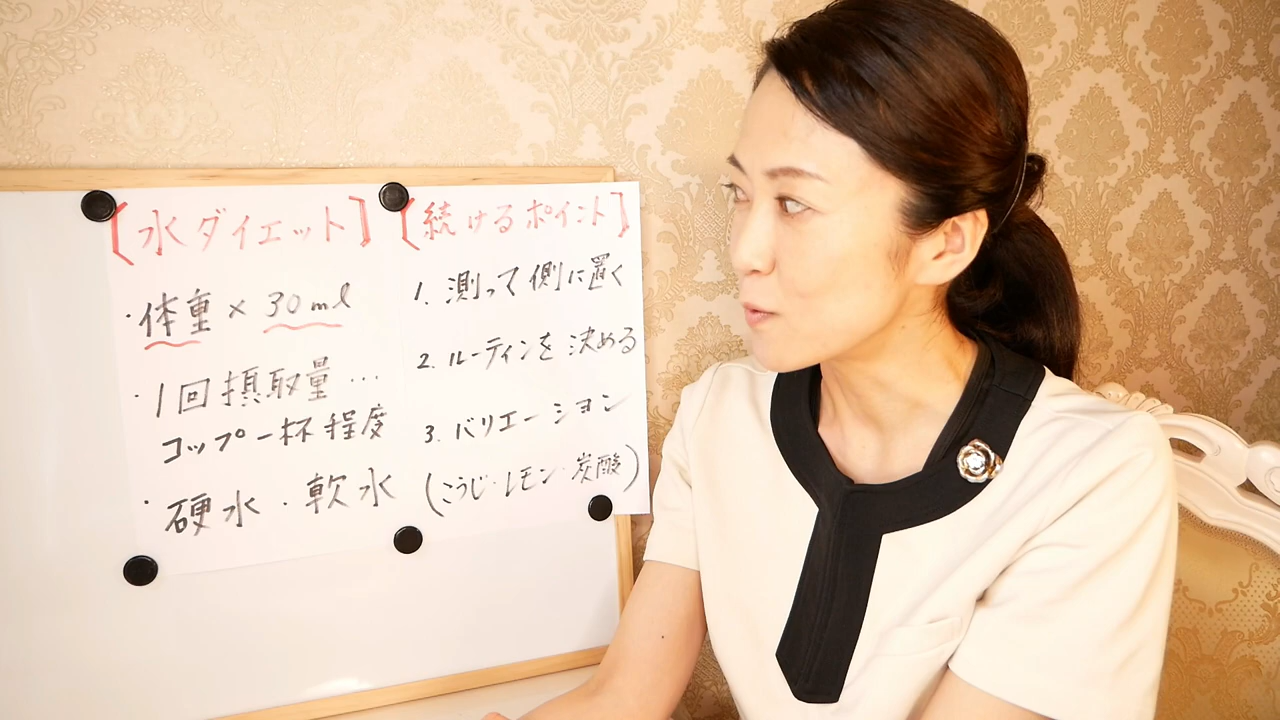 【水ダイエット】
・体重×30ml
・1回摂取量…
コップ一杯程度
・硬水・軟水
【続けるポイント】
1. 測って側に置く
2. ルーティンを決める
3. バリエーション
(こうじ・レモン・炭酸)